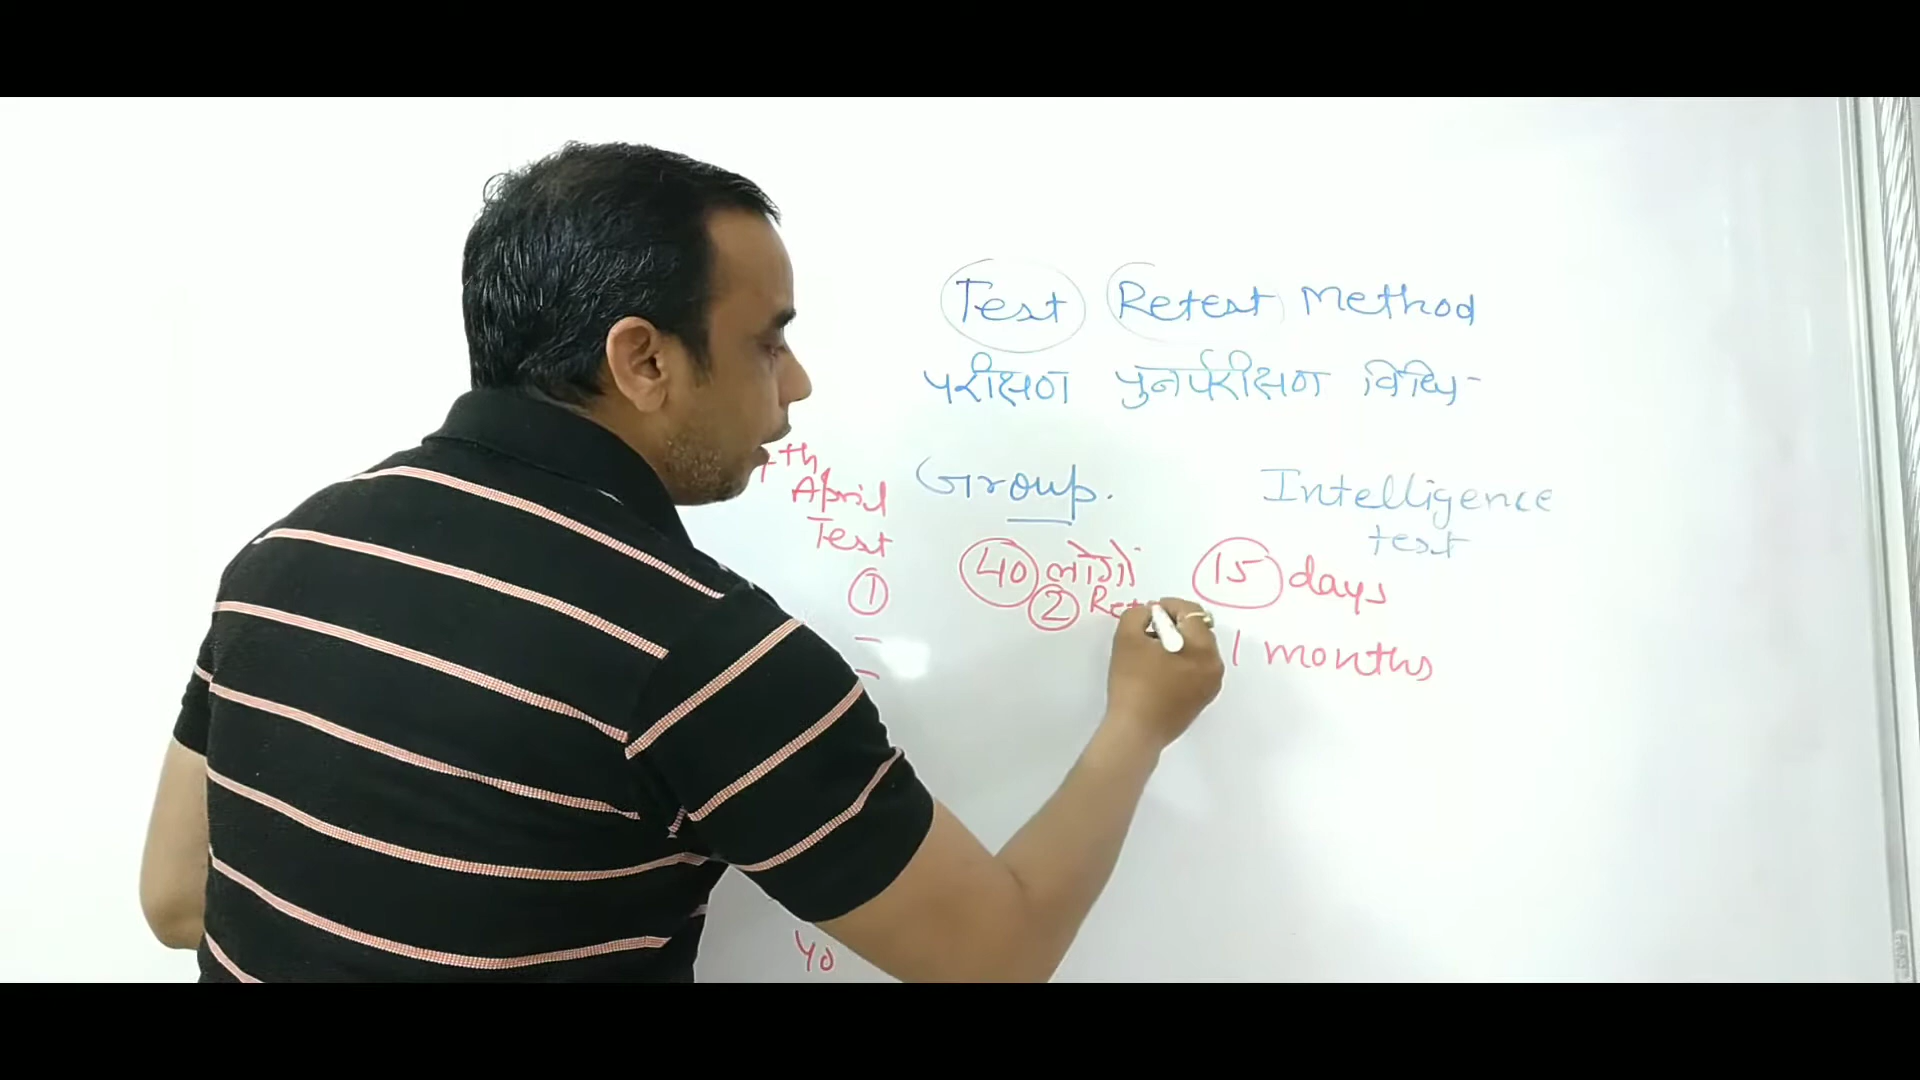 Test Retest Method
परीक्षण पुनर्परीक्षण विधि-
th
April
Test
1
Group.
40 लोगों
2
Intelligence
test
15 days
1 months
40